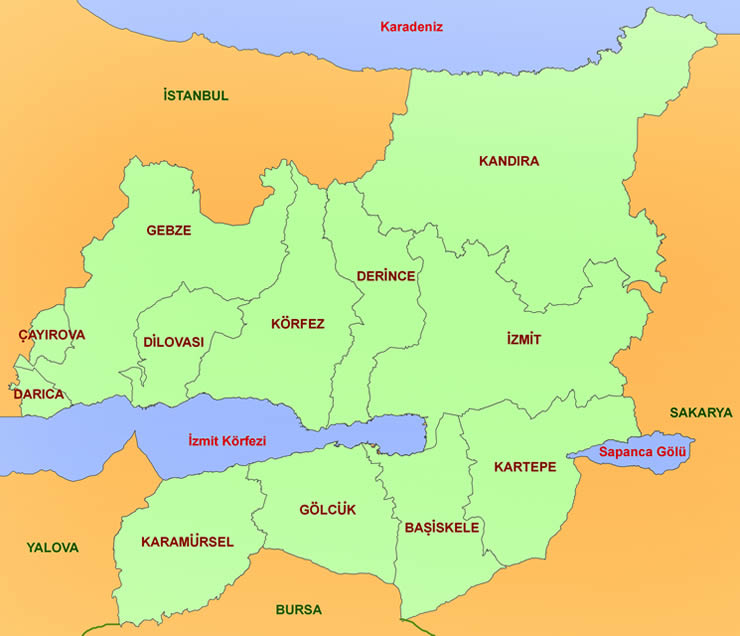 Karadeniz
İSTANBUL
KANDIRA
GEBZE
DERİNCE
KÖRFEZ
ÇAYIROVA
DİLOVASI
İZMİT
DARICA
SAKARYA
İzmit Körfezi
Sapanca Gölü
KARTEPE
GÖLCÜK
BAŞİSKELE
KARAMÜRSEL
YALOVA
BURSA